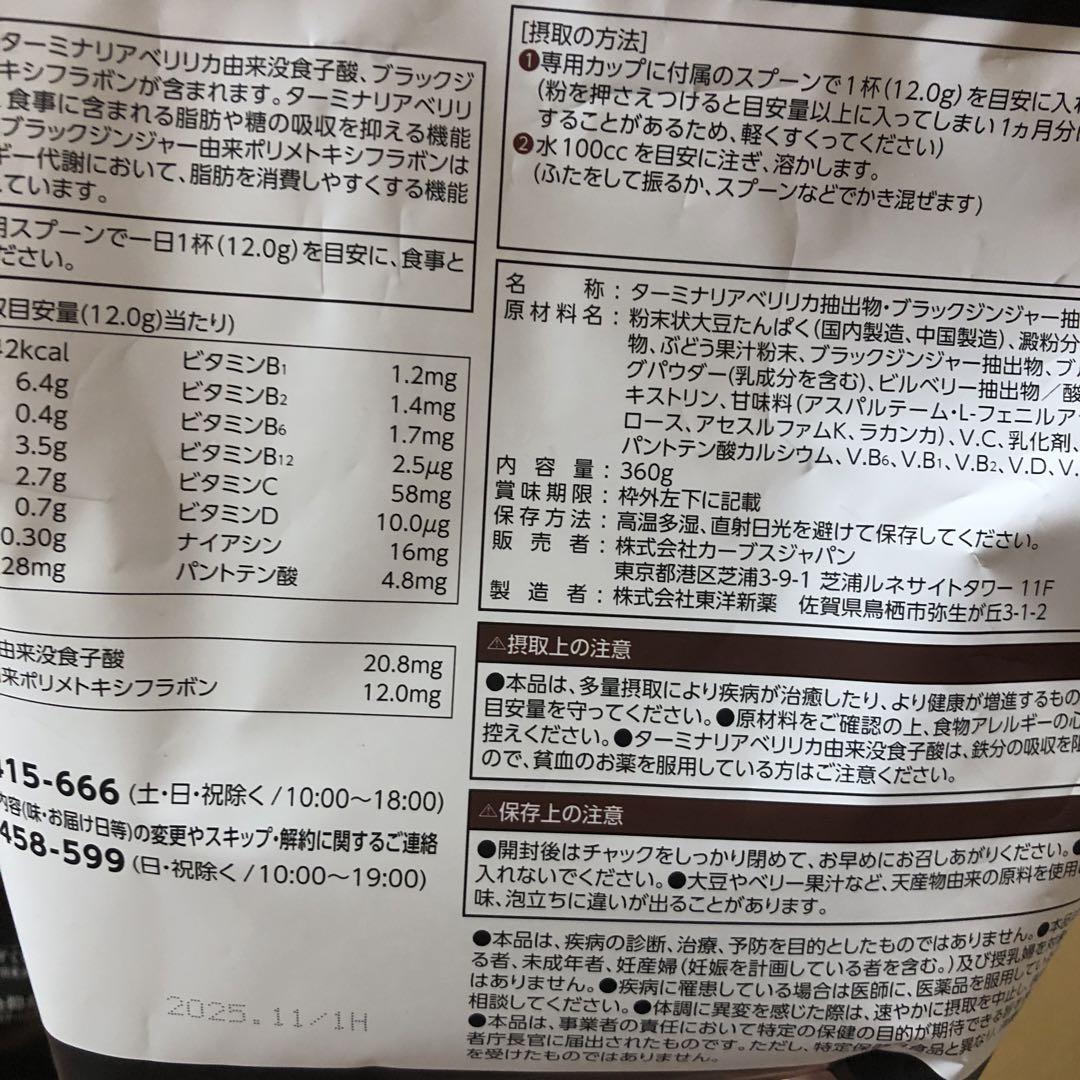 ターミナリアベリリカ由来没食子酸、ブラックジ
キシフラボンが含まれます。ターミナリアベリリ
食事に含まれる脂肪や糖の吸収を抑える機能
ブラックジンジャー由来ポリメトキシフラボンは
ギー代謝において、脂肪を消費しやすくする機能
ています。
用スプーンで一日1杯(12.0g)を目安に、食事と
ださい。
取目安量(12.0g)当たり)
42kcal ビタミンB1 1.2mg
6.4g ビタミンB2 1.4mg
0.4g ビタミンB6 1.7mg
3.5g ビタミンB12 2.5μg
2.7g ビタミンC 58mg
0.7g ビタミンD 10.0μg
0.30g ナイアシン 16mg
28mg パントテン酸 4.8mg
由来没食子酸 20.8mg
来ポリメトキシフラボン 12.0mg
415-666 (土・日・祝除く/10:00〜18:00)
内容(味・お届け日等)の変更やスキップ・解約に関するご連絡
458-599 (日・祝除く/10:00〜19:00)
2025.11/1H
[摂取の方法]
❶専用カップに付属のスプーンで1杯(12.0g)を目安に入れ
(粉を押さえつけると目安量以上に入ってしまい1ヵ月分に
することがあるため、軽くすくってください)
❷水100ccを目安に注ぎ、溶かします。
(ふたをして振るか、スプーンなどでかき混ぜます)
名称:ターミナリアベリリカ抽出物・ブラックジンジャー抽
原材料名:粉末状大豆たんぱく(国内製造、中国製造)、澱粉分
物、ぶどう果汁粉末、ブラックジンジャー抽出物、ブル
グパウダー(乳成分を含む)、ビルベリー抽出物/酸
キストリン、甘味料(アスパルテーム・L-フェニルア
ロース、アセスルファムK、ラカンカ)、V.C、乳化剤、
パントテン酸カルシウム、V.B6、V.B1、V.B2、V.D、V.
内容量:360g
賞味期限:枠外左下に記載
保存方法:高温多湿、直射日光を避けて保存してください。
販売者:株式会社カーブスジャパン
東京都港区芝浦3-9-1 芝浦ルネサイトタワー 11F
製造者:株式会社東洋新薬 佐賀県鳥栖市弥生が丘3-1-2
⚠摂取上の注意
●本品は、多量摂取により疾病が治癒したり、より健康が増進するもの
目安量を守ってください。●原材料をご確認の上、食物アレルギーの心
控えください。●ターミナリアベリリカ由来没食子酸は、鉄分の吸収を阻
ので、貧血のお薬を服用している方はご注意ください。
⚠保存上の注意
●開封後はチャックをしっかり閉めて、お早めにお召しあがりください。●
入れないでください。●大豆やベリー果汁など、天産物由来の原料を使用
味、泡立ちに違いが出ることがあります。
●本品は、疾病の診断、治療、予防を目的としたものではありません。●本品
る者、未成年者、妊産婦(妊娠を計画している者を含む。)及び授乳婦を対
はありません。●疾病に罹患している場合は医師に、医薬品を服用してい
相談してください。●体調に異変を感じた際は、速やかに摂取を中止し
●本品は、事業者の責任において特定の保健の目的が期待できる
者庁長官に届出されたものです。ただし、特定保 食品と異な
を受けたものではありません。